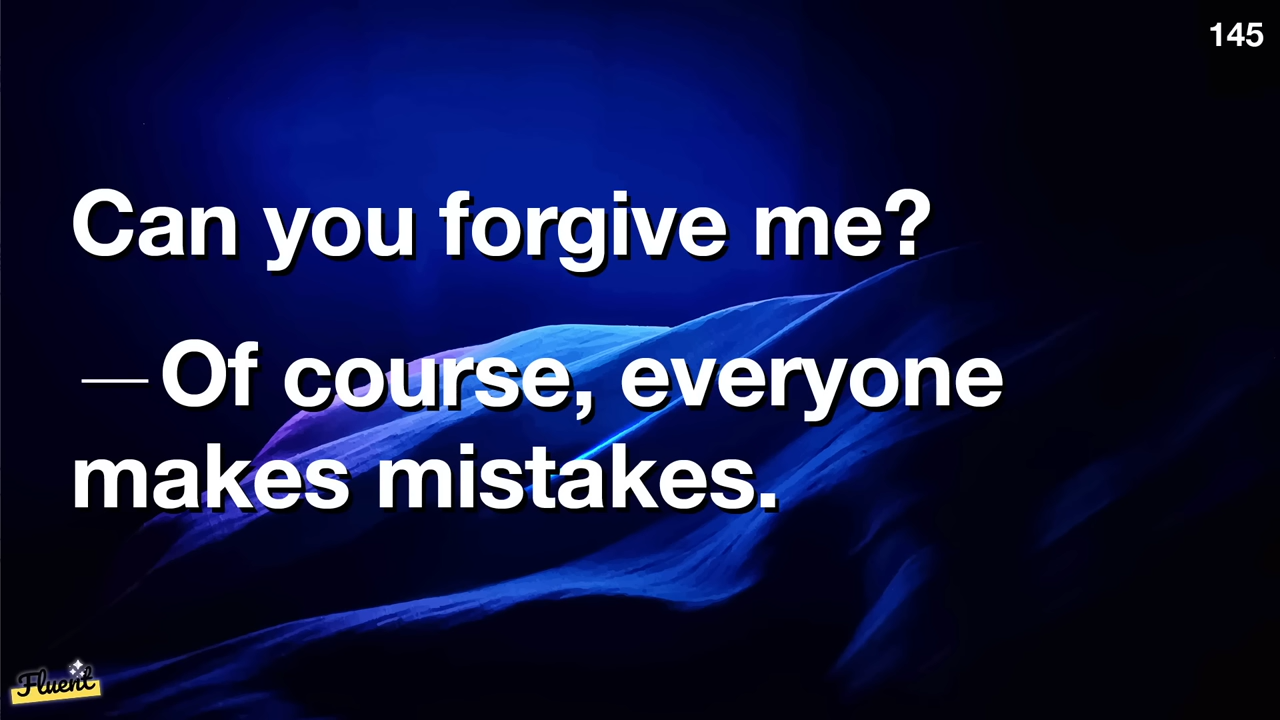 145
Can you forgive me?
— Of course, everyone
makes mistakes.
Fluent